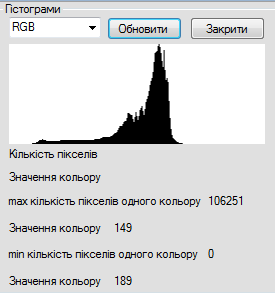 Гістограми
RGB Обновити Закрити
Кількість пікселів
Значення кольору
max кількість пікселів одного кольору 106251
Значення кольору 149
min кількість пікселів одного кольору 0
Значення кольору 189